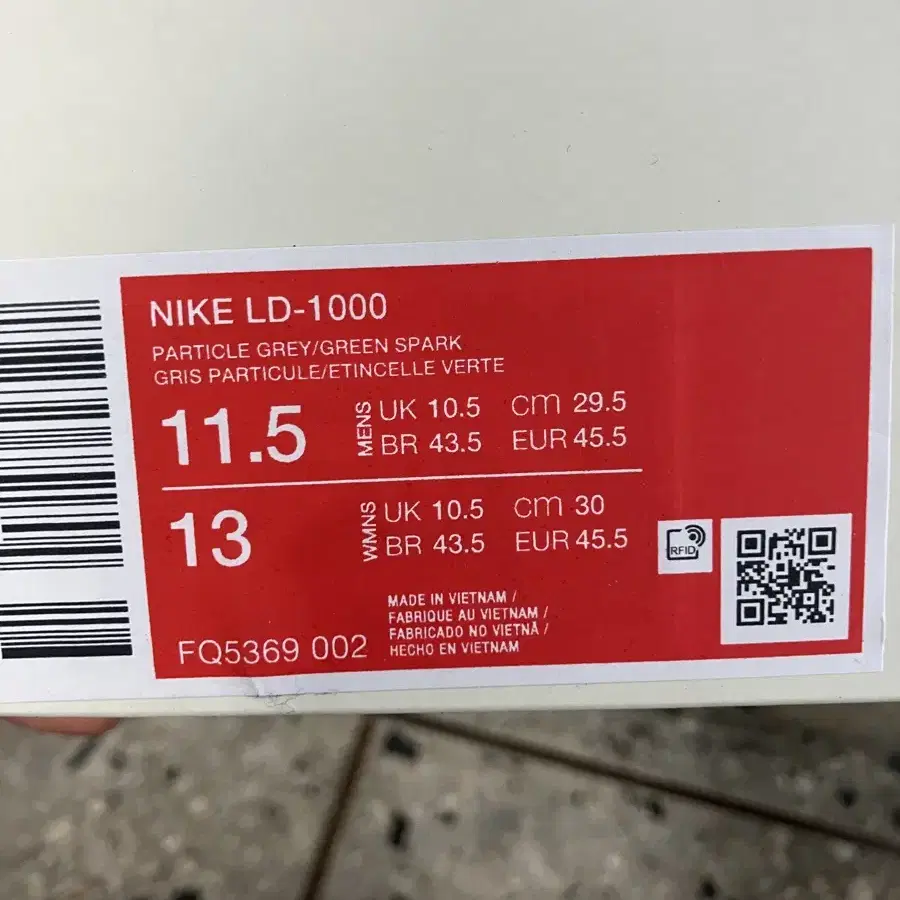 NIKE LD-1000
PARTICLE GREY/GREEN SPARK
GRIS PARTICULE/ETINCELLE VERTE
11.5 MENS UK 10.5 cm 29.5
BR 43.5 EUR 45.5
13 WMNS UK 10.5 cm 30
BR 43.5 EUR 45.5
RFID
MADE IN VIETNAM /
FABRIQUE AU VIETNAM /
FABRICADO NO VIETNÃ /
HECHO EN VIETNAM
FQ5369 002